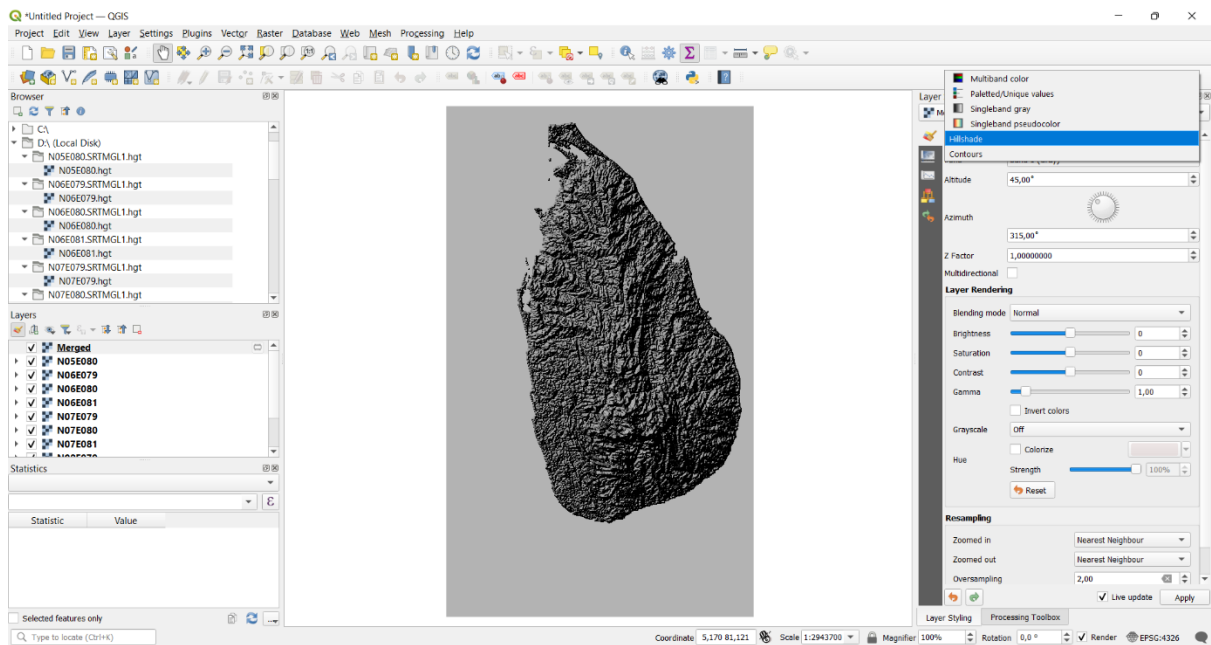 *Untitled Project — QGIS
Project Edit View Layer Settings Plugins Vector Raster Database Web Mesh Processing Help
Browser
C:\
D:\ (Local Disk)
N05E080.SRTMGL1.hgt
N05E080.hgt
N06E079.SRTMGL1.hgt
N06E079.hgt
N06E080.SRTMGL1.hgt
N06E080.hgt
N06E081.SRTMGL1.hgt
N06E081.hgt
N07E079.SRTMGL1.hgt
N07E079.hgt
N07E080.SRTMGL1.hgt
Layers
Merged
N05E080
N06E079
N06E080
N06E081
N07E079
N07E080
N07E081
Statistics
Statistic Value
Selected features only
Layer
Multiband color
Paletted/Unique values
Singleband gray
Singleband pseudocolor
Hillshade
Contours
Altitude 45,00°
Azimuth
315,00°
Z Factor 1,00000000
Multidirectional
Layer Rendering
Blending mode Normal
Brightness 0
Saturation 0
Contrast 0
Gamma 1,00
Invert colors
Grayscale Off
Colorize
Hue
Strength 100%
Reset
Resampling
Zoomed in Nearest Neighbour
Zoomed out Nearest Neighbour
Oversampling 2,00
Live update Apply
Layer Styling Processing Toolbox
Type to locate (Ctrl+K) Coordinate 5,170 81,121 Scale 1:2943700 Magnifier 100% Rotation 0,0 ° Render EPSG:4326